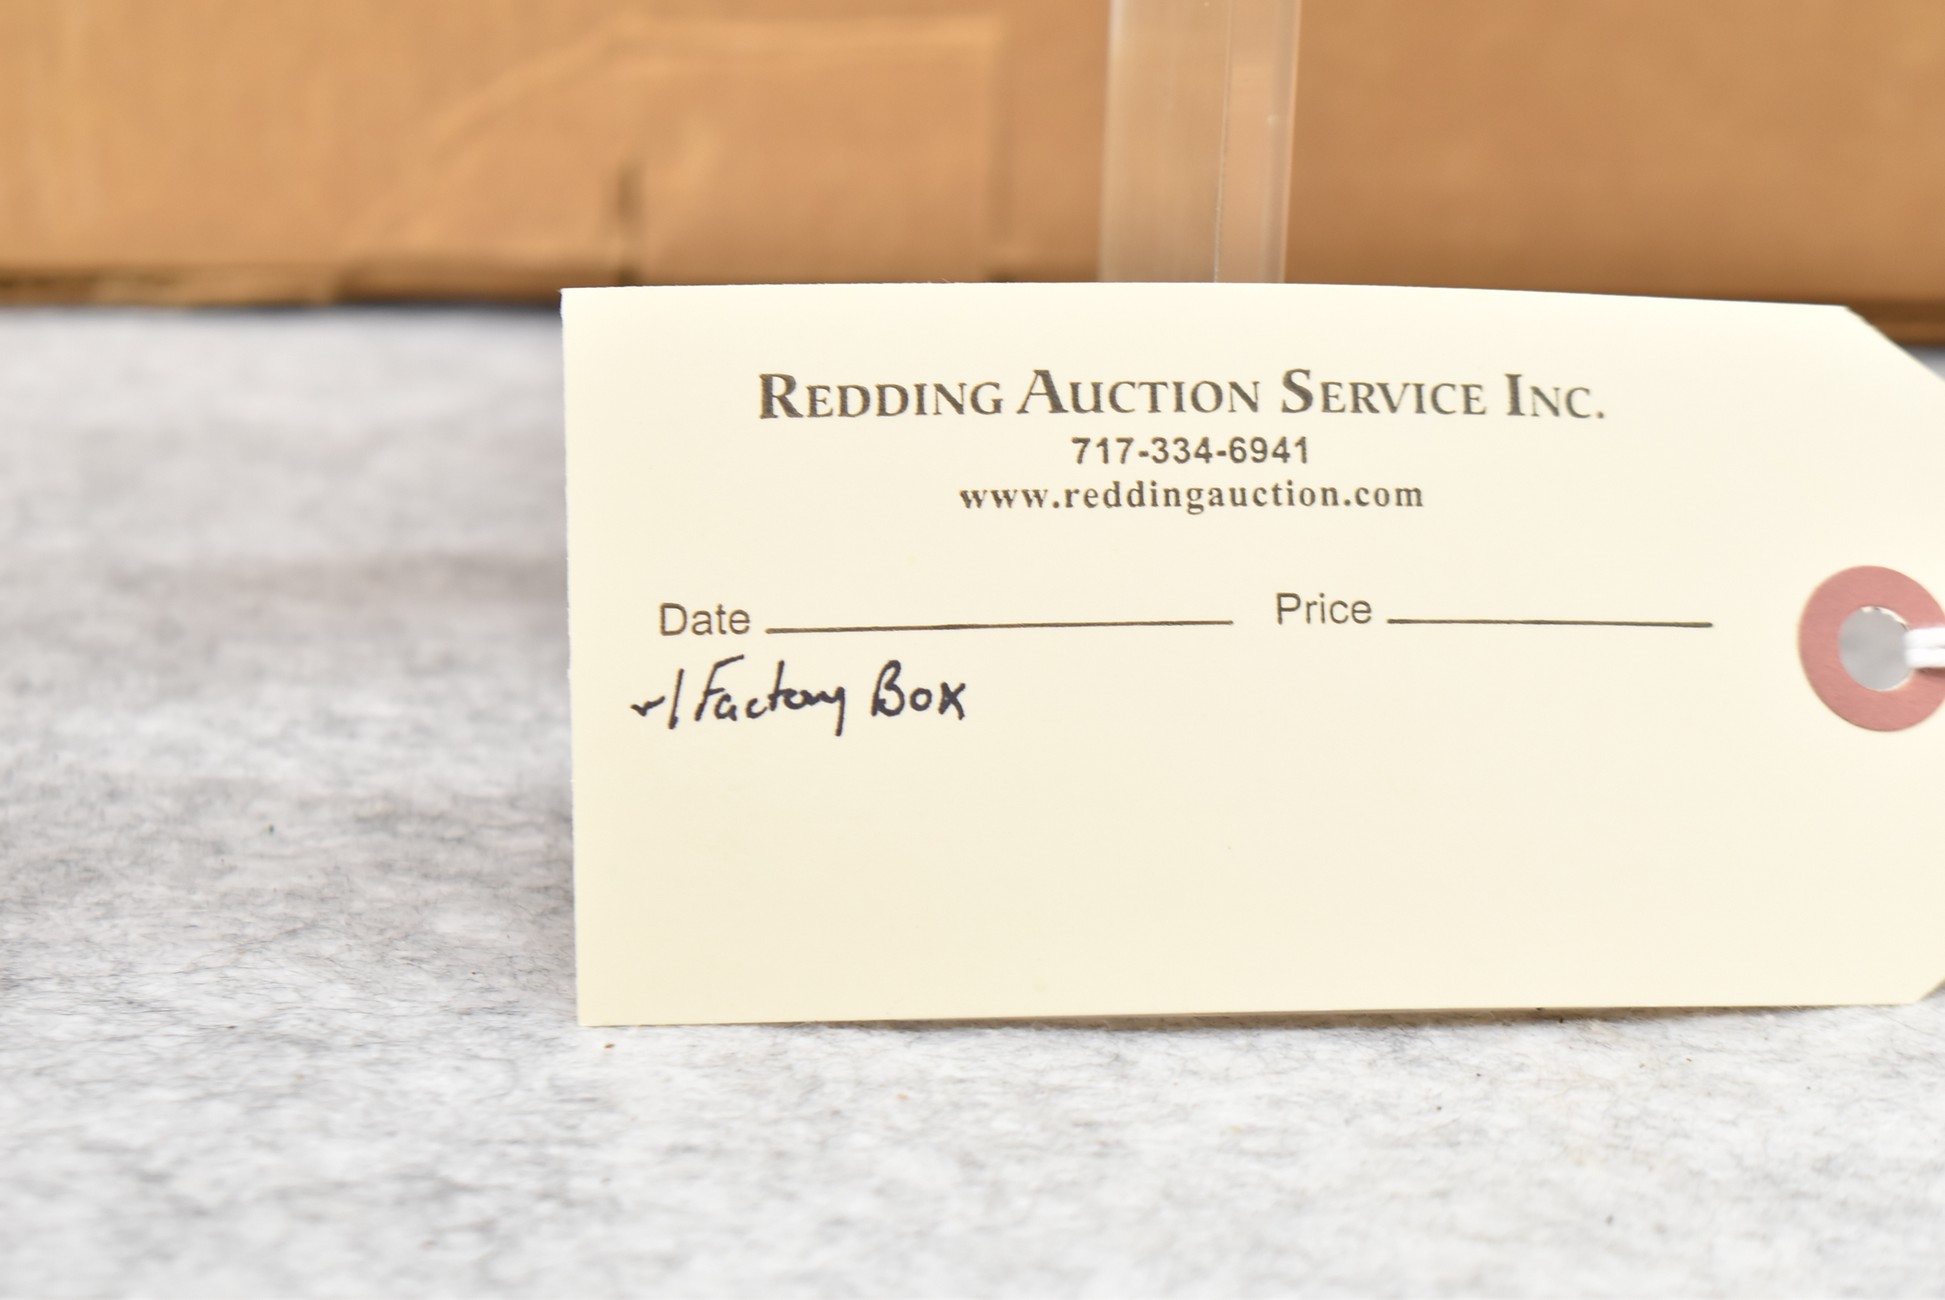 REDDING AUCTION SERVICE INC.
717-334-6941
www.reddingauction.com
Date Price
w/ Factory Box